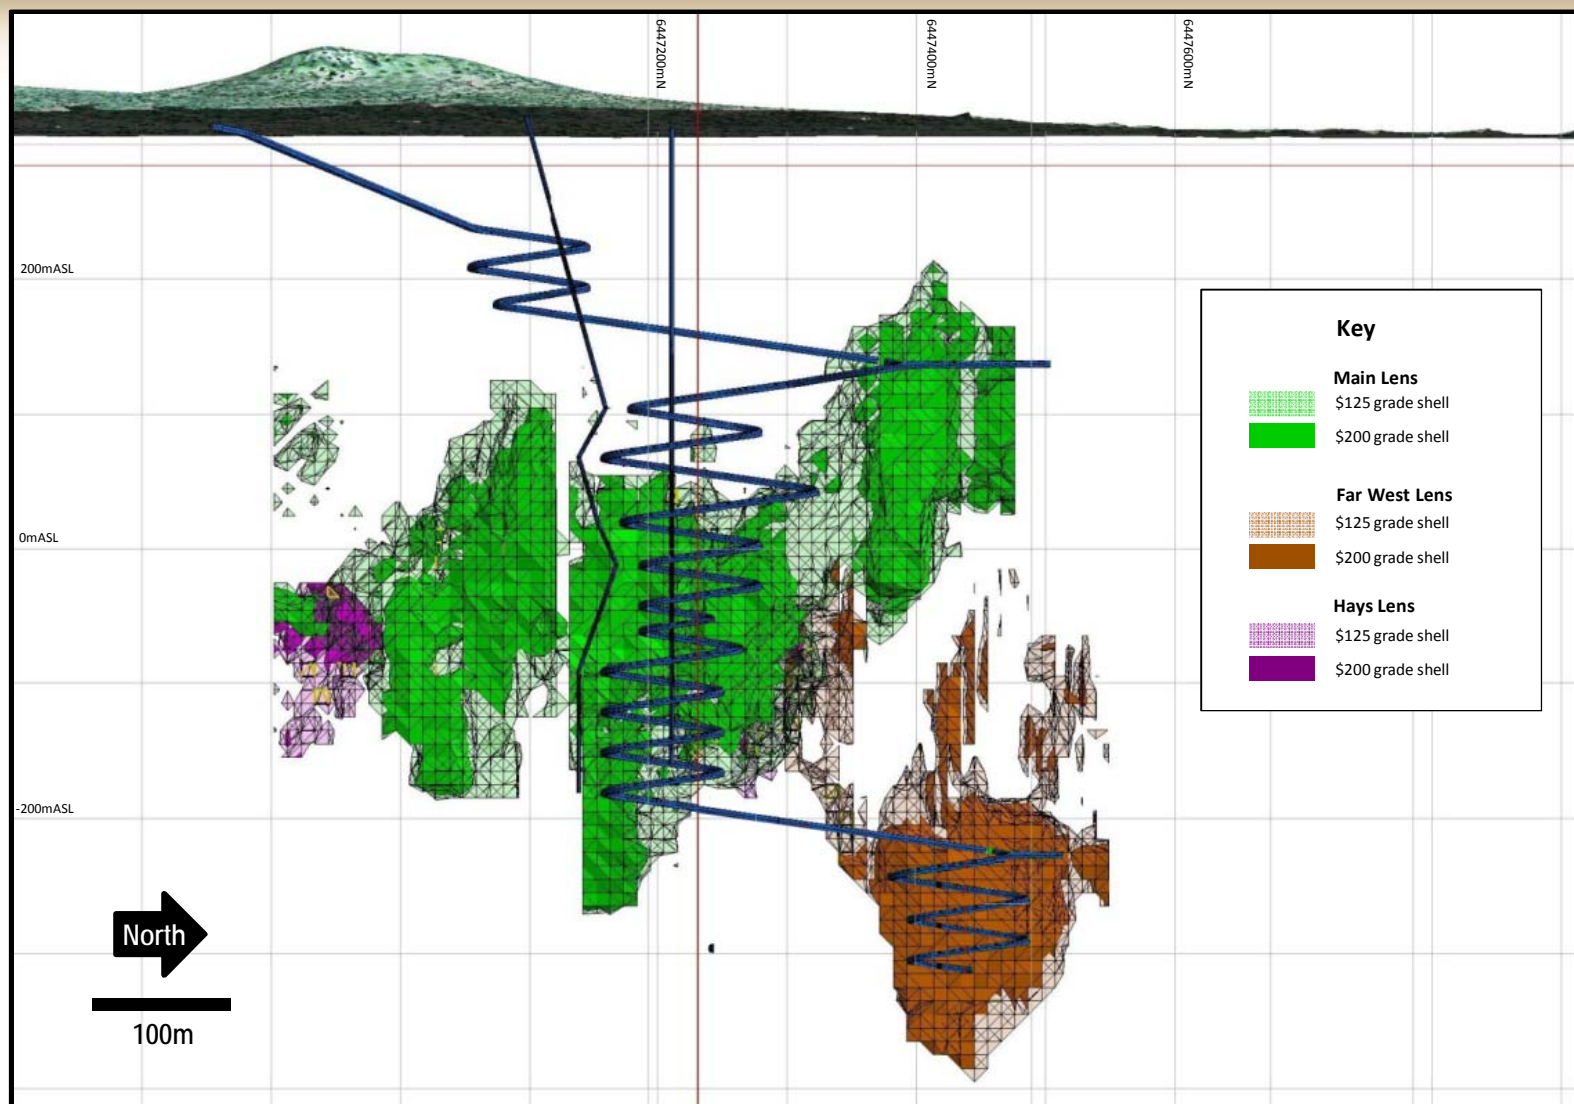 6447200mN
6447400mN
6447600mN
200mASL
0mASL
-200mASL
Key
Main Lens
$125 grade shell
$200 grade shell
Far West Lens
$125 grade shell
$200 grade shell
Hays Lens
$125 grade shell
$200 grade shell
North
100m